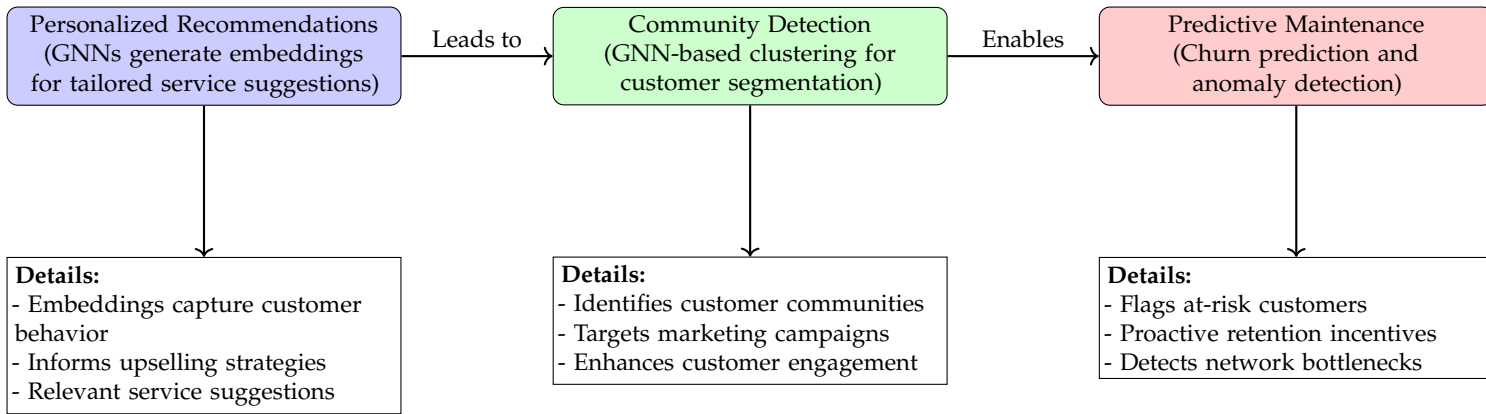 Personalized Recommendations
(GNNs generate embeddings
for tailored service suggestions)
Leads to
Community Detection
(GNN-based clustering for
customer segmentation)
Enables
Predictive Maintenance
(Churn prediction and
anomaly detection)
Details:
- Embeddings capture customer
behavior
- Informs upselling strategies
- Relevant service suggestions
Details:
- Identifies customer communities
- Targets marketing campaigns
- Enhances customer engagement
Details:
- Flags at-risk customers
- Proactive retention incentives
- Detects network bottlenecks